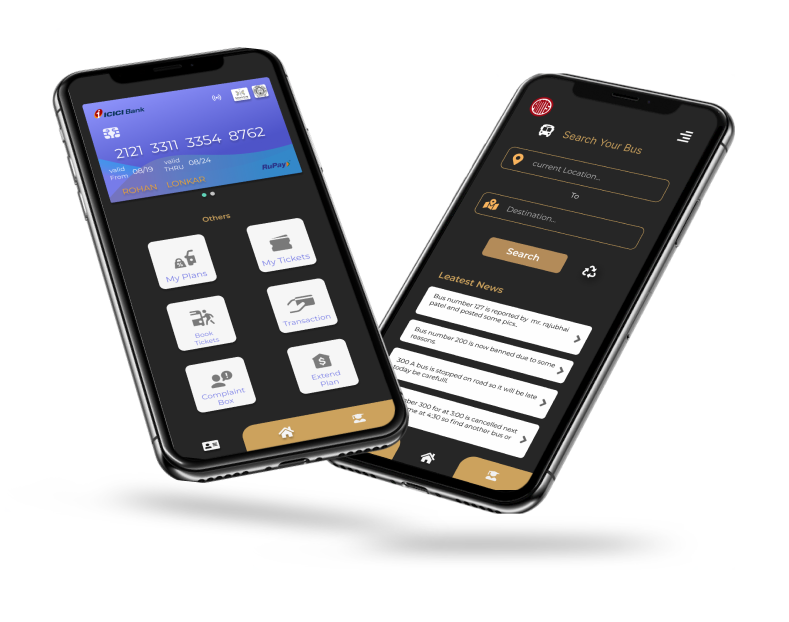 ICICI Bank
2121 3311 3354 8762
valid From 08/19 valid THRU 08/24
RuPay
ROHAN LONKAR
Others
My Plans
My Tickets
Book
Tickets
Transaction
Complaint
Box
Extend
Plan
Search Your Bus
current Location...
To
Destination...
Search
Leatest News
Bus number 127 is reported by mr. rajubhai
patel and posted some pics.
Bus number 200 is now banned due to some
reasons
300 A bus is stopped on road so it will be late
today be carefull.
mber 300 for at 3:00 is cancelled next
me at 4:30 so find another bus or